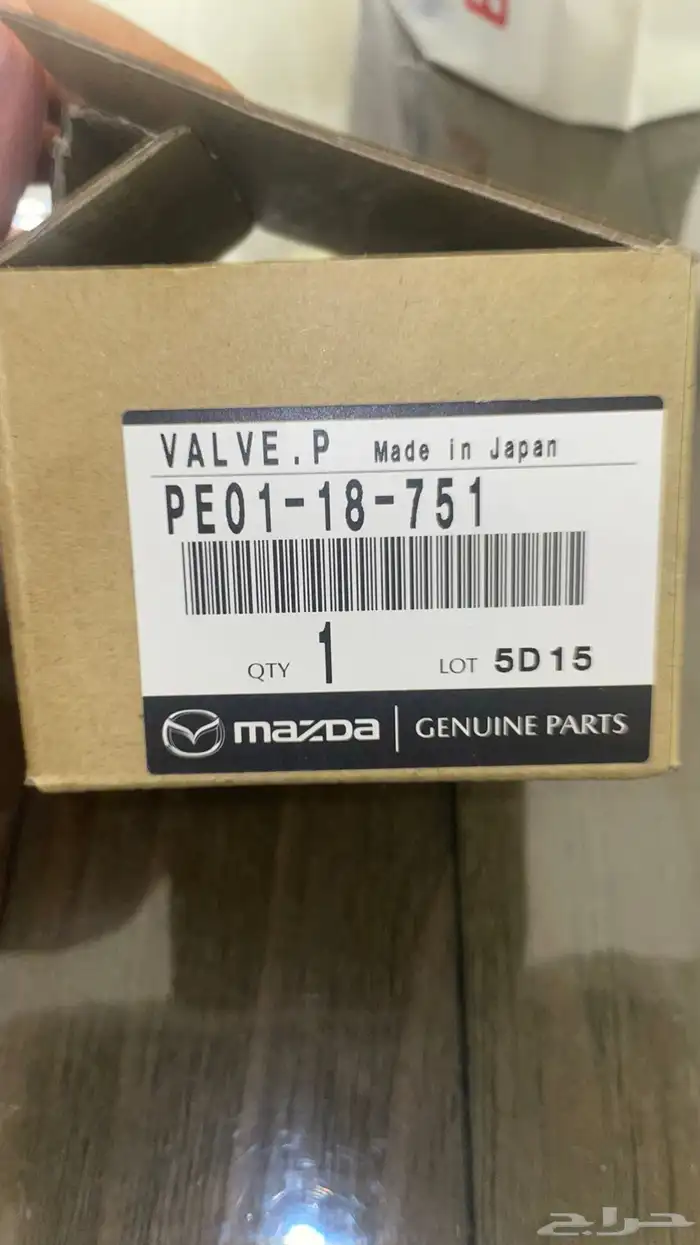 VALVE.P Made in Japan
PE01-18-751
QTY 1 LOT 5D15
mazda | GENUINE PARTS
حراج